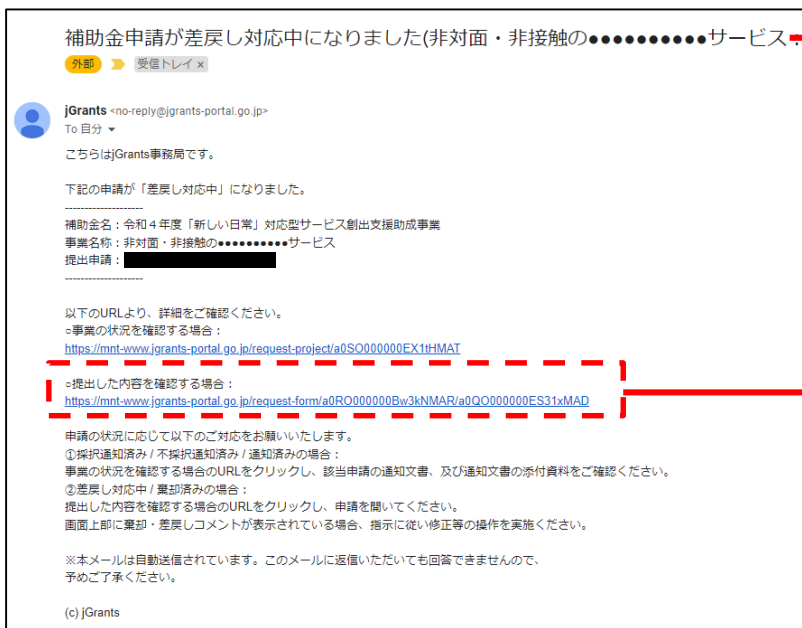 補助金申請が差戻し対応中になりました(非対面・非接触の●●●●●●●●●●サービス
外部 受信トレイ ×
jGrants <no-reply@jgrants-portal.go.jp>
To 自分
こちらはjGrants事務局です。
下記の申請が「差戻し対応中」になりました。
--------------------
補助金名：令和４年度「新しい日常」対応型サービス創出支援助成事業
事業名称：非対面・非接触の●●●●●●●●●●サービス
提出申請：
--------------------
以下のURLより、詳細をご確認ください。
○事業の状況を確認する場合：
https://mnt-www.jgrants-portal.go.jp/request-project/a0SO000000EX1tHMAT
○提出した内容を確認する場合：
https://mnt-www.jgrants-portal.go.jp/request-form/a0RO000000Bw3kNMAR/a0QO000000ES31xMAD
申請の状況に応じて以下のご対応をお願いいたします。
①採択通知済み / 不採択通知済み / 通知済みの場合：
事業の状況を確認する場合のURLをクリックし、該当申請の通知文書、及び通知文書の添付資料をご確認ください。
②差戻し対応中 / 棄却済みの場合：
提出した内容を確認する場合のURLをクリックし、申請を開いてください。
画面上部に棄却・差戻しコメントが表示されている場合、指示に従い修正等の操作を実施ください。
※本メールは自動送信されています。このメールに返信いただいても回答できませんので、
予めご了承ください。
(c) jGrants